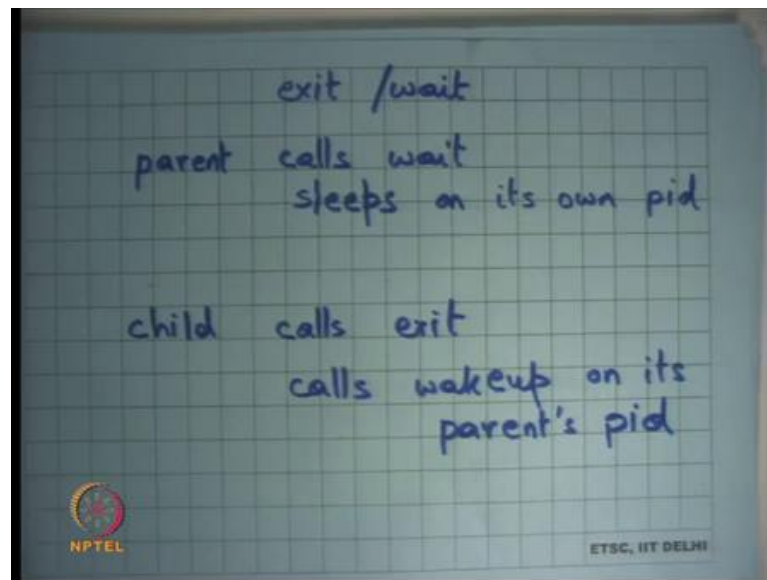 exit /wait
parent calls wait
sleeps on its own pid
child calls exit
calls wakeup on its
parent's pid
NPTEL
ETSC, IIT DELHI